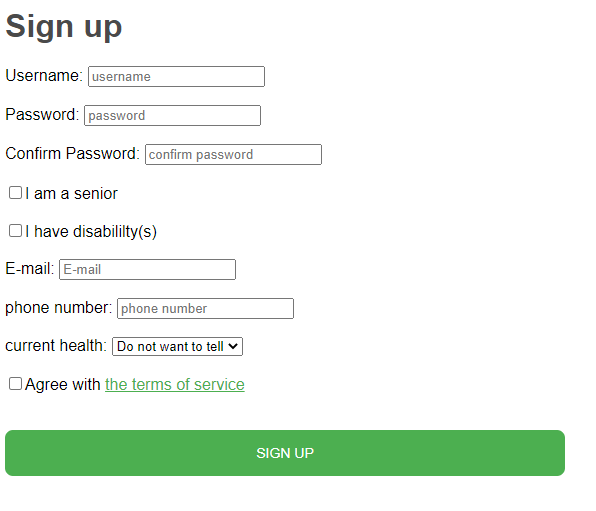 Sign up
Username: username
Password: password
Confirm Password: confirm password
I am a senior
I have disabililty(s)
E-mail: E-mail
phone number: phone number
current health: Do not want to tell
Agree with the terms of service
SIGN UP